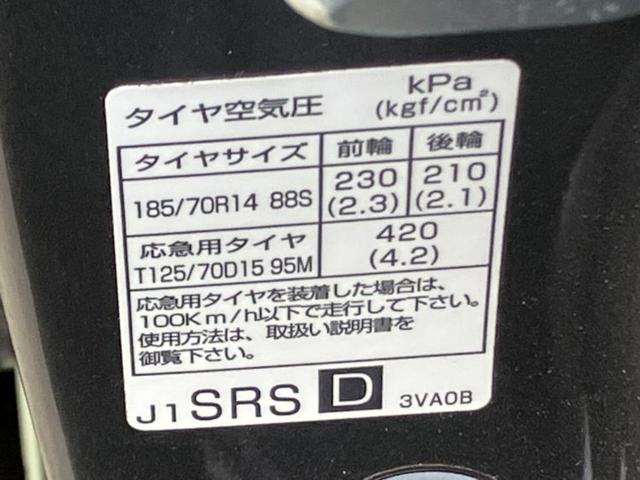 タイヤ空気圧 kPa
(kgf/cm²)
タイヤサイズ 前輪 後輪
185/70R14 88S 230 210
(2.3) (2.1)
応急用タイヤ 420
T125/70D15 95M (4.2)
応急用タイヤを装着した場合は、
100Km/h以下で走行して下さい。
使用方法は、取扱い説明書を
御覧下さい。
J1SRS D 3VA0B